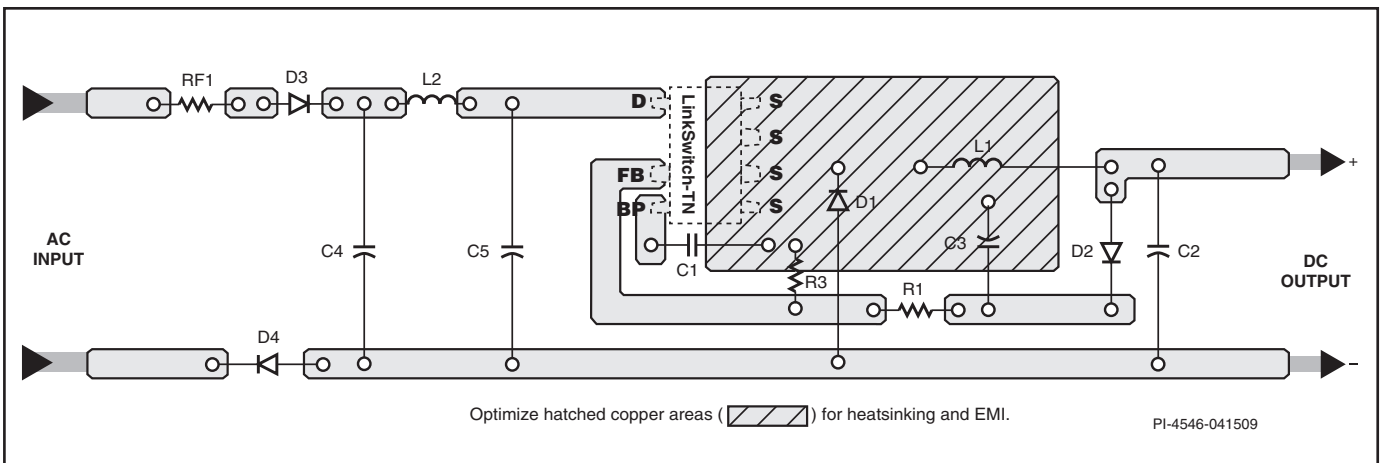 RF1
D3
L2
D
LinkSwitch-TN
S
S
FB
S
BP
S
L1
+
D1
AC
INPUT
C4
C5
C1
R3
C3
D2
C2
DC
OUTPUT
R1
D4
–
Optimize hatched copper areas ( ) for heatsinking and EMI.
PI-4546-041509